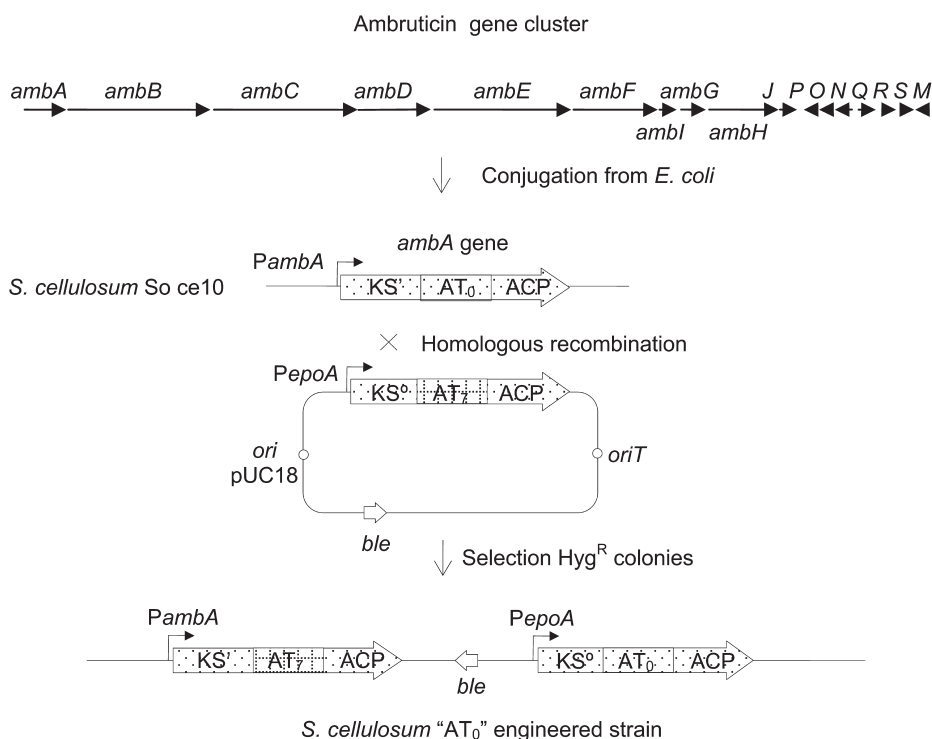 Ambruticin gene cluster
ambA ambB ambC ambD ambE ambF ambG J P O N Q R S M
ambI ambH
Conjugation from E. coli
ambA gene
PambA
S. cellulosum So ce10
KS' AT0 ACP
Homologous recombination
PepoA
KSº AT7 ACP
ori
pUC18
oriT
ble
Selection HygR colonies
PambA PepoA
KS' AT7 ACP KSº AT0 ACP
ble
S. cellulosum “AT0” engineered strain